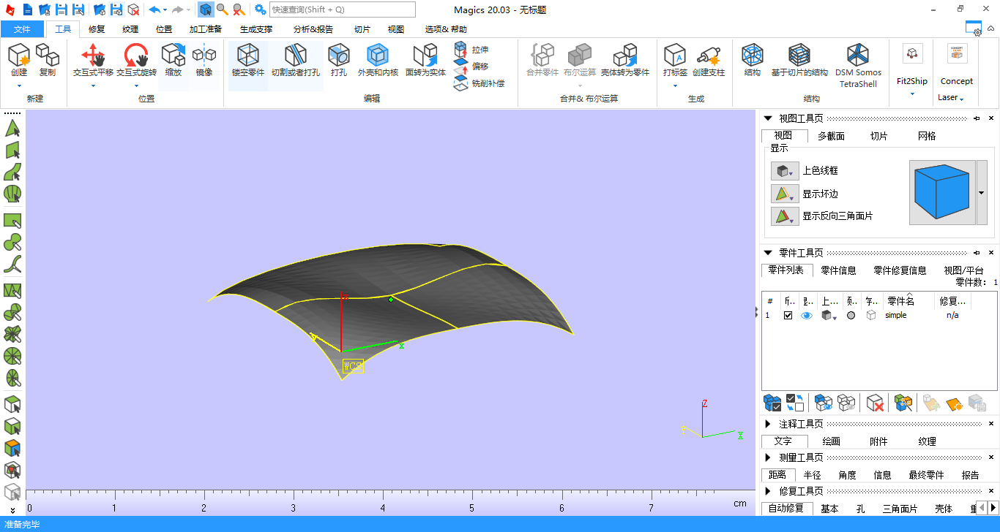 快速查询(Shift + Q)
Magics 20.03 - 无标题
文件 工具 修复 纹理 位置 加工准备 生成支撑 分析&报告 切片 视图 选项& 帮助
创建 复制 交互式平移 交互式旋转 缩放 镜像 镂空零件 切割或者打孔 打孔 外壳和内核 面转为实体
拉伸
偏移
铣削补偿
合并零件 布尔运算 壳体转为零件 打标签 创建支柱 结构 基于切片的结构
DSM Somos
TetraShell
Fit2Ship
Concept
Laser
新建 位置 编辑 合并& 布尔运算 生成 结构
视图工具页
视图 多截面 切片 网格
显示
上色线框
显示坏边
显示反向三角面片
零件工具页
零件列表 零件信息 零件修复信息 视图/平台
零件数: 1
# 上... 零件名 修复...
1 simple n/a
WCS
x
Z
X
注释工具页
文字 绘画 附件 纹理
测量工具页
距离 半径 角度 信息 最终零件 报告
修复工具页
自动修复 基本 孔 三角面片 壳体
0 1 2 3 4 5 6 7 cm
准备完毕